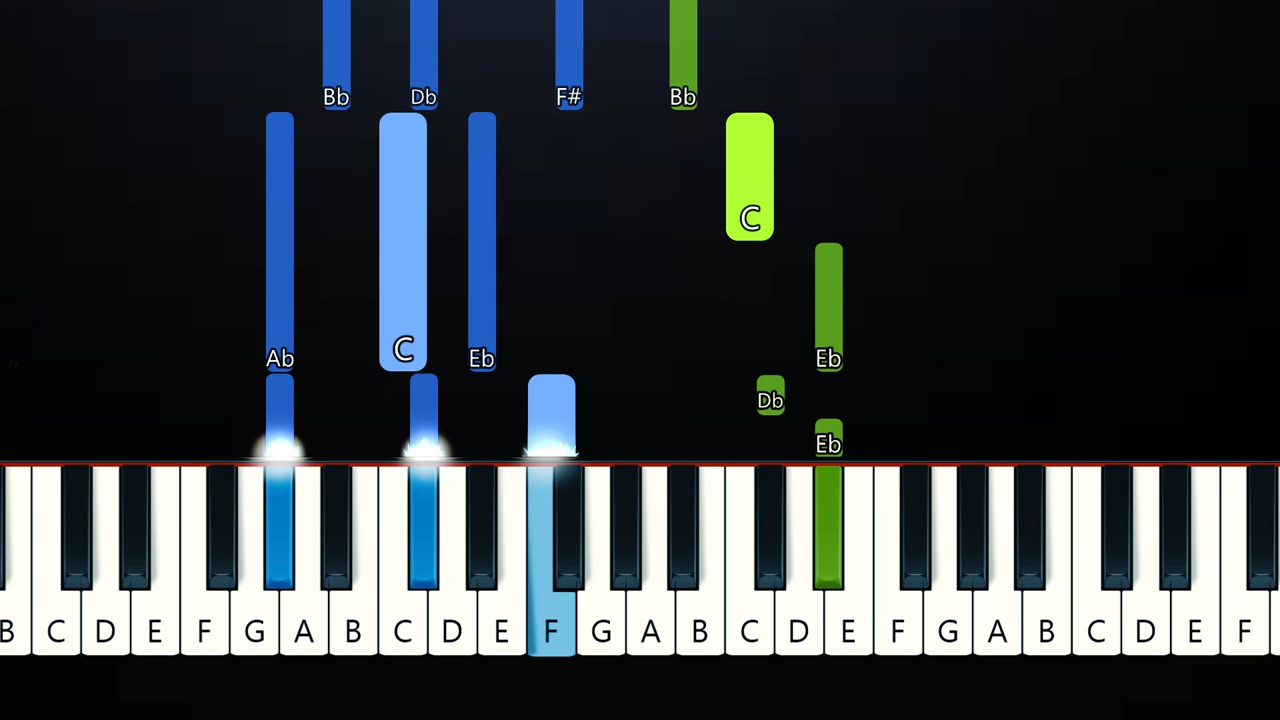 Bb Db F# Bb
C
Ab C Eb Eb
Db
Eb
B C D E F G A B C D E F G A B C D E F G A B C D E F